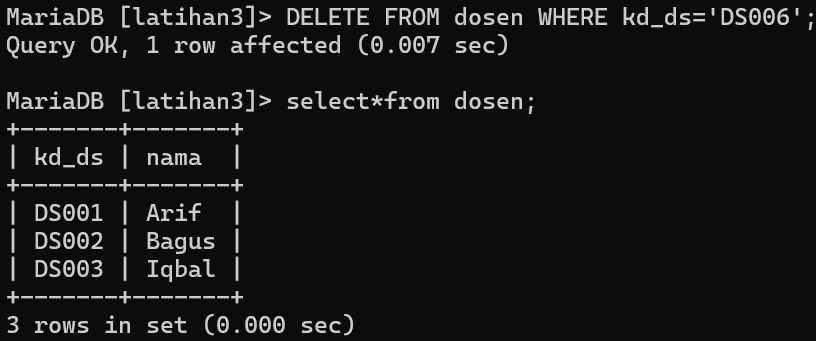 MariaDB [latihan3]> DELETE FROM dosen WHERE kd_ds='DS006';
Query OK, 1 row affected (0.007 sec)

MariaDB [latihan3]> select*from dosen;
+-------+-------+
| kd_ds | nama  |
+-------+-------+
| DS001 | Arif  |
| DS002 | Bagus |
| DS003 | Iqbal |
+-------+-------+
3 rows in set (0.000 sec)